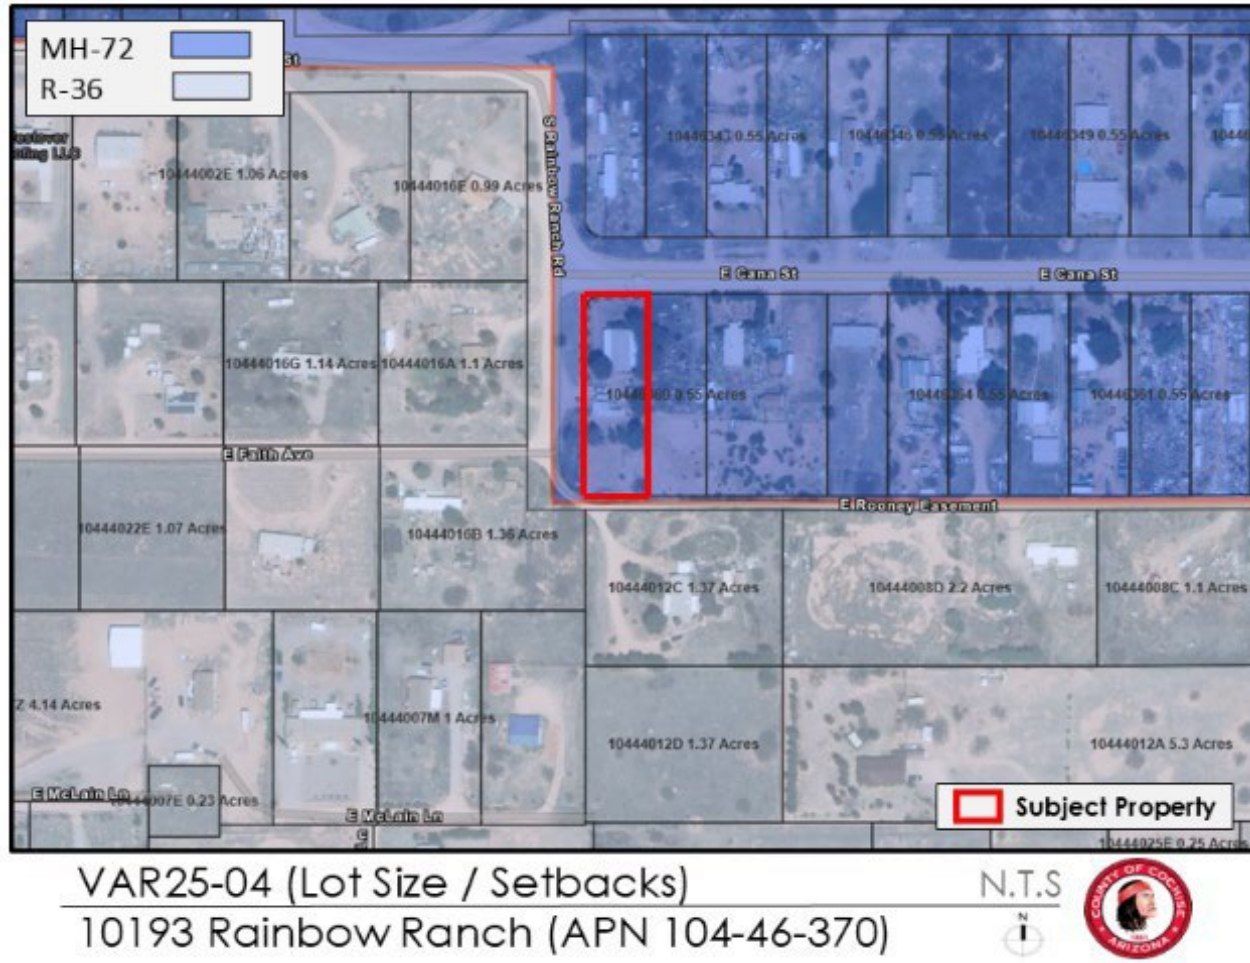 MH-72
R-36
St
10444002E 1.06 Acres
10444016E 0.99 Acres
S Rainbow Ranch Rd
10446346 0.55 Acres
10446349 0.55 Acres
E Cana St
E Cana St
10444016G 1.14 Acres
10444016A 1.1 Acres
0.55 Acres
10446364 0.55 Acres
10446361 0.55 Acres
E Faith Ave
E Rooney Easement
10444022E 1.07 Acres
10444016B 1.36 Acres
10444012C 1.37 Acres
10444008D 2.2 Acres
10444008C 1.1 Acres
Z 4.14 Acres
10444007M 1 Acres
10444012D 1.37 Acres
10444012A 5.3 Acres
E McLain Ln
10444007E 0.23 Acres
E McLain Ln
Subject Property
10444025E 0.25 Acres
VAR25-04 (Lot Size / Setbacks)
N.T.S
10193 Rainbow Ranch (APN 104-46-370)
N
COUNTY OF COCHISE
ARIZONA